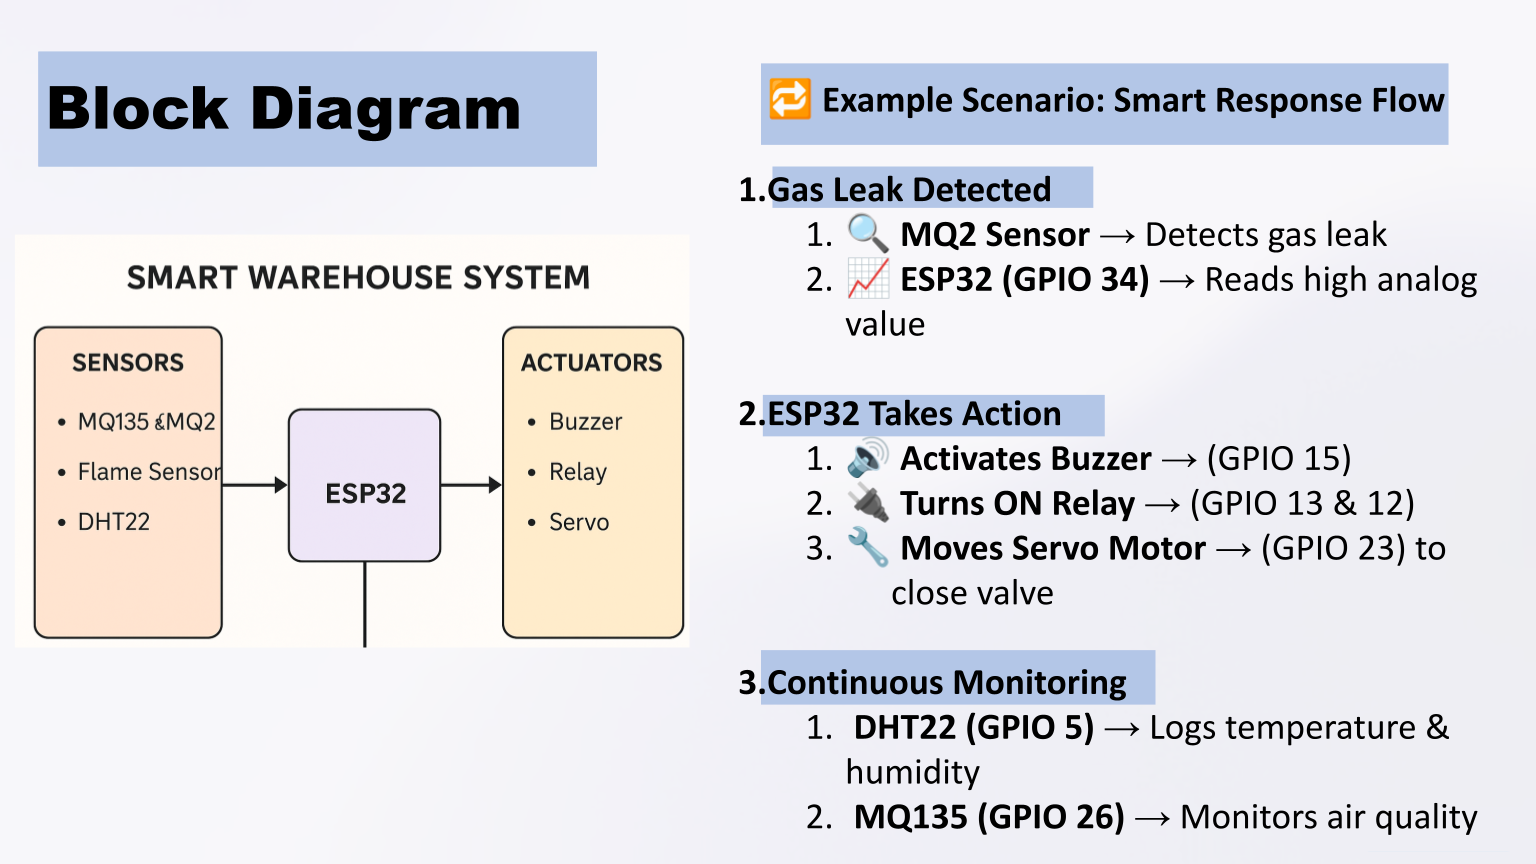 Block Diagram
SMART WAREHOUSE SYSTEM
SENSORS
• MQ135 &MQ2
• Flame Sensor
• DHT22
ESP32
ACTUATORS
• Buzzer
• Relay
• Servo
🔁 Example Scenario: Smart Response Flow
1.Gas Leak Detected
1. 🔍 MQ2 Sensor → Detects gas leak
2. 📈 ESP32 (GPIO 34) → Reads high analog
value
2.ESP32 Takes Action
1. 🔊 Activates Buzzer → (GPIO 15)
2. 🔌 Turns ON Relay → (GPIO 13 & 12)
3. 🔧 Moves Servo Motor → (GPIO 23) to
close valve
3.Continuous Monitoring
1. DHT22 (GPIO 5) → Logs temperature &
humidity
2. MQ135 (GPIO 26) → Monitors air quality